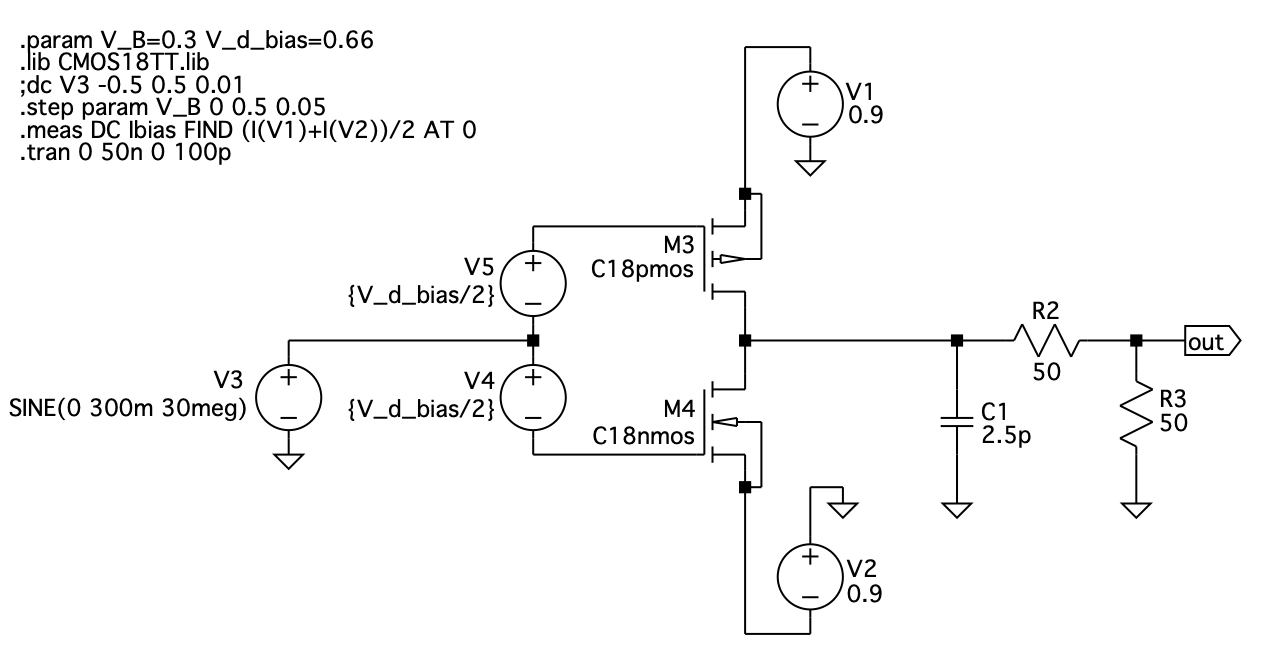 .param V_B=0.3 V_d_bias=0.66
.lib CMOS18TT.lib
;dc V3 -0.5 0.5 0.01
.step param V_B 0 0.5 0.05
.meas DC Ibias FIND (I(V1)+I(V2))/2 AT 0
.tran 0 50n 0 100p
V1
0.9
M3
C18pmos
V5
{V_d_bias/2}
R2
50
out
V3
SINE(0 300m 30meg)
V4
{V_d_bias/2}
M4
C18nmos
C1
2.5p
R3
50
V2
0.9